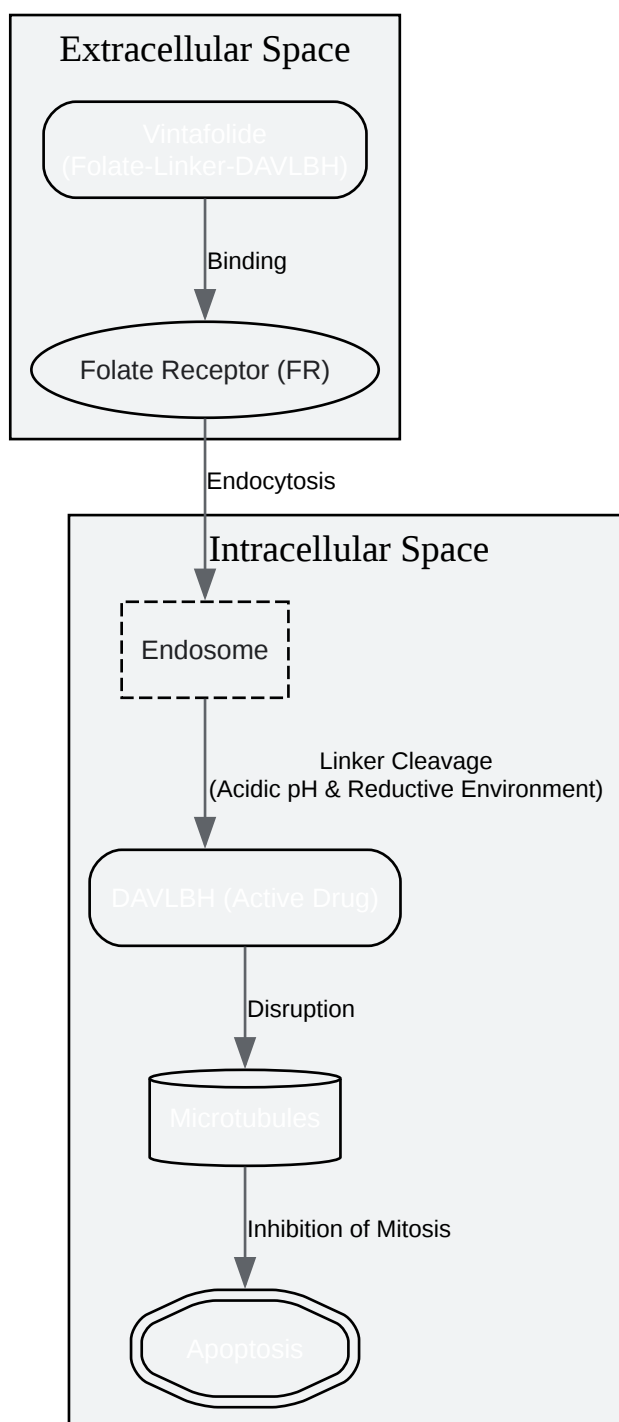 Extracellular Space
Vintafolide
(Folate-Linker-DAVLBH)
Binding
Folate Receptor (FR)
Endocytosis
Intracellular Space
Endosome
Linker Cleavage
(Acidic pH & Reductive Environment)
DAVLBH (Active Drug)
Disruption
Microtubules
Inhibition of Mitosis
Apoptosis